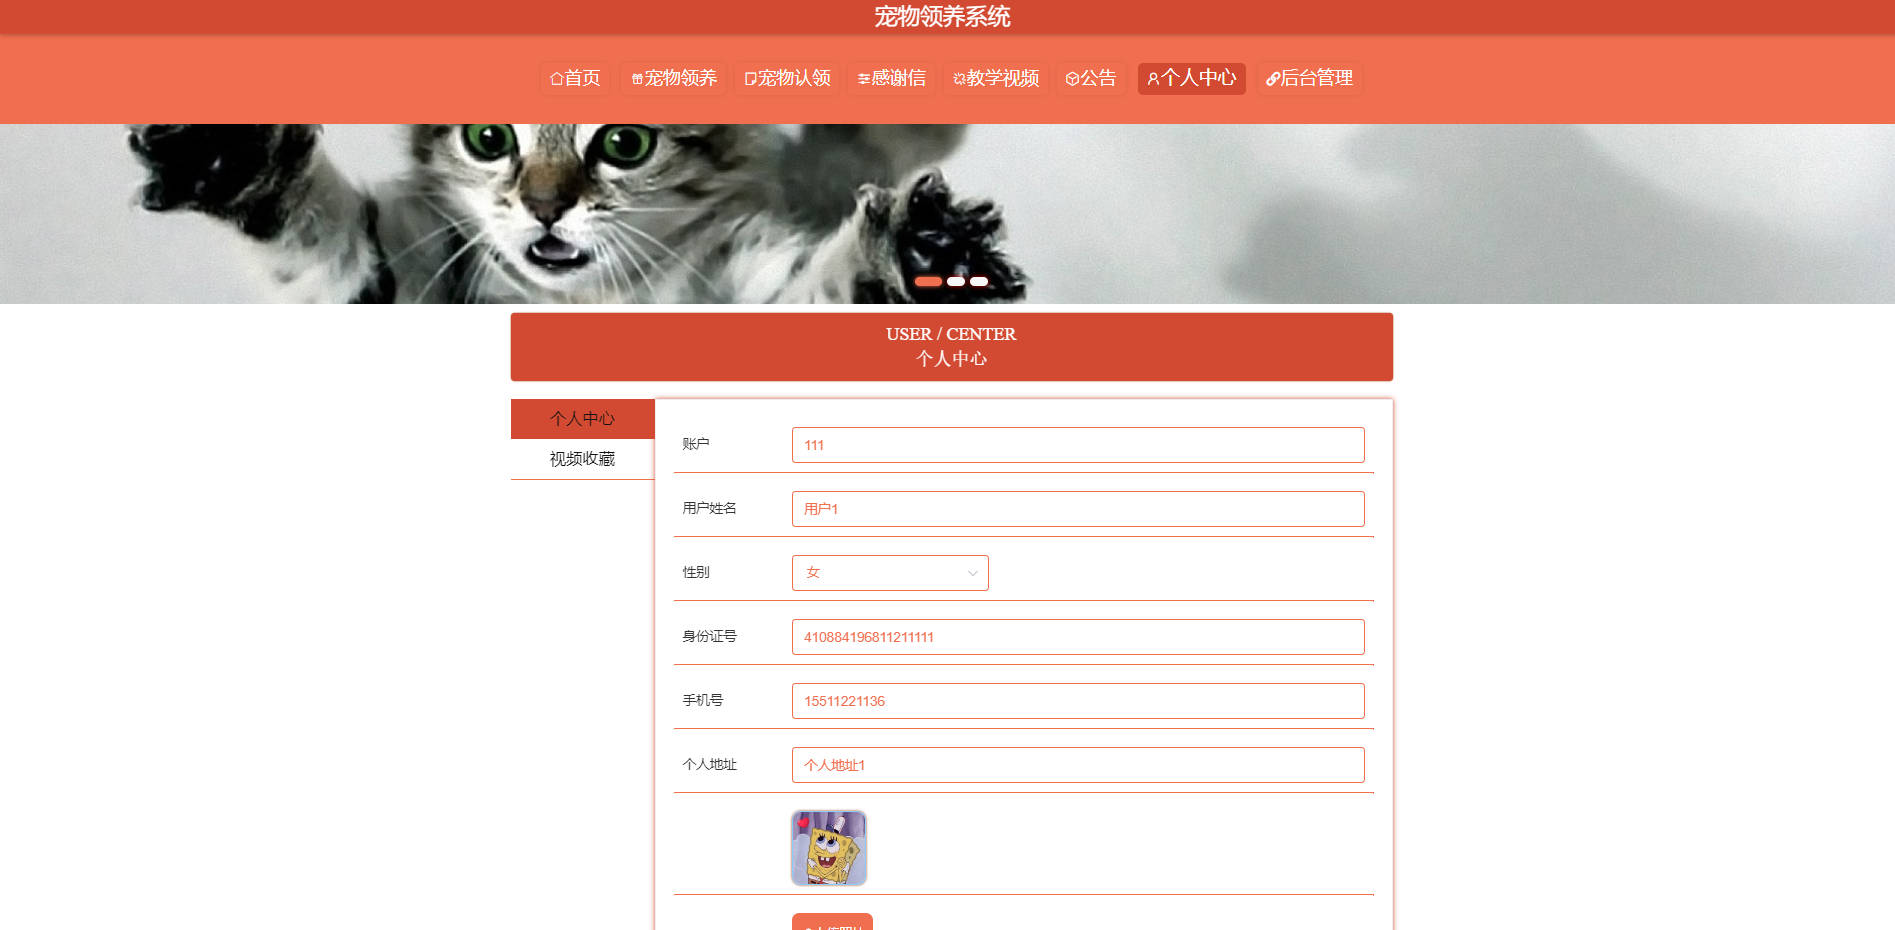 宠物领养系统
首页 宠物领养 宠物认领 感谢信 教学视频 公告 个人中心 后台管理
USER / CENTER
个人中心
个人中心
视频收藏
账户 111
用户姓名 用户1
性别 女
身份证号 410884196811211111
手机号 15511221136
个人地址 个人地址1